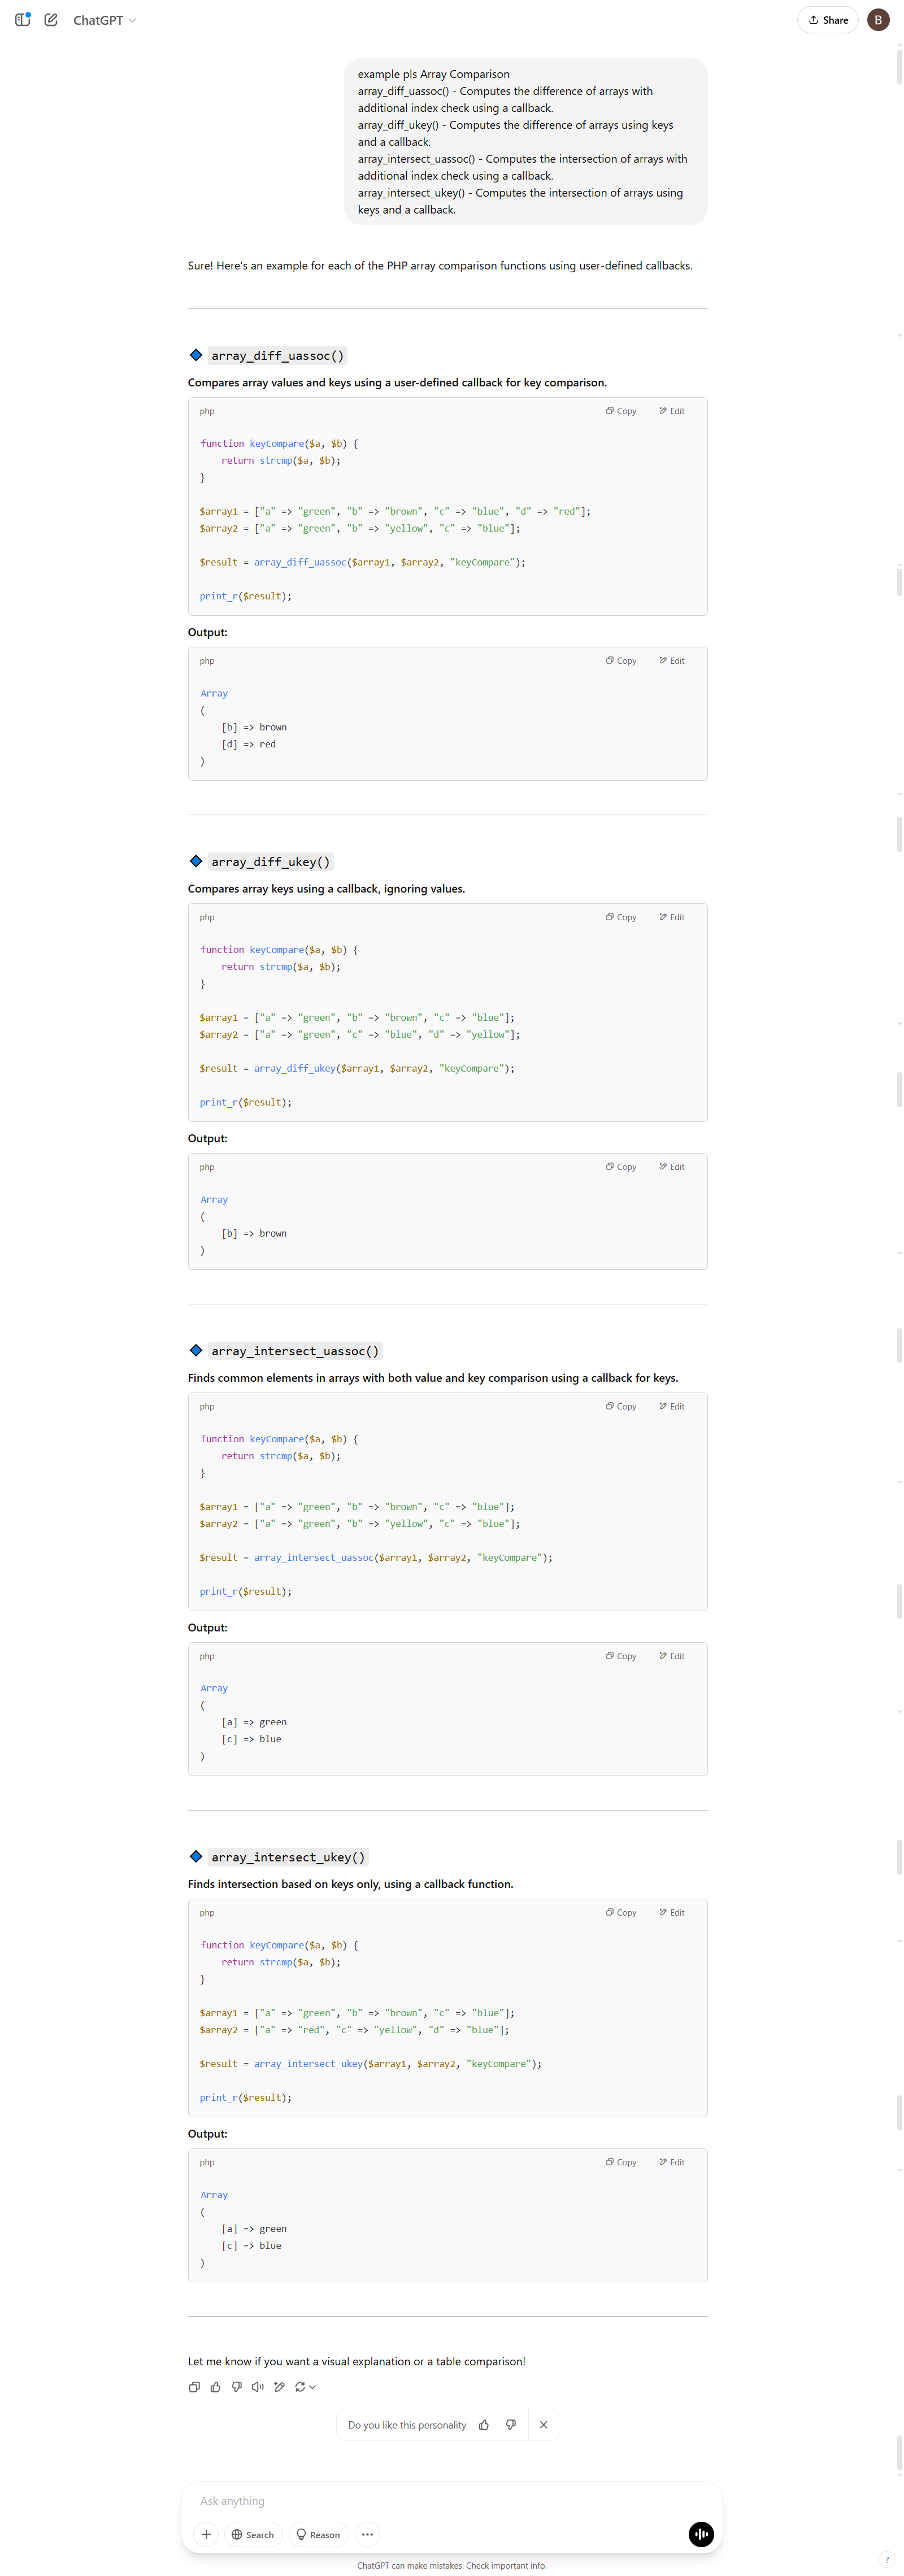 ChatGPT
Share
B
example pls Array Comparison
array_diff_uassoc() - Computes the difference of arrays with
additional index check using a callback.
array_diff_ukey() - Computes the difference of arrays using keys
and a callback.
array_intersect_uassoc() - Computes the intersection of arrays with
additional index check using a callback.
array_intersect_ukey() - Computes the intersection of arrays using
keys and a callback.
Sure! Here's an example for each of the PHP array comparison functions using user-defined callbacks.
array_diff_uassoc()
Compares array values and keys using a user-defined callback for key comparison.
php Copy Edit
function keyCompare($a, $b) {
    return strcmp($a, $b);
}
$array1 = ["a" => "green", "b" => "brown", "c" => "blue", "d" => "red"];
$array2 = ["a" => "green", "b" => "yellow", "c" => "blue"];
$result = array_diff_uassoc($array1, $array2, "keyCompare");
print_r($result);
Output:
php Copy Edit
Array
(
    [b] => brown
    [d] => red
)
array_diff_ukey()
Compares array keys using a callback, ignoring values.
php Copy Edit
function keyCompare($a, $b) {
    return strcmp($a, $b);
}
$array1 = ["a" => "green", "b" => "brown", "c" => "blue"];
$array2 = ["a" => "green", "c" => "blue", "d" => "yellow"];
$result = array_diff_ukey($array1, $array2, "keyCompare");
print_r($result);
Output:
php Copy Edit
Array
(
    [b] => brown
)
array_intersect_uassoc()
Finds common elements in arrays with both value and key comparison using a callback for keys.
php Copy Edit
function keyCompare($a, $b) {
    return strcmp($a, $b);
}
$array1 = ["a" => "green", "b" => "brown", "c" => "blue"];
$array2 = ["a" => "green", "b" => "yellow", "c" => "blue"];
$result = array_intersect_uassoc($array1, $array2, "keyCompare");
print_r($result);
Output:
php Copy Edit
Array
(
    [a] => green
    [c] => blue
)
array_intersect_ukey()
Finds intersection based on keys only, using a callback function.
php Copy Edit
function keyCompare($a, $b) {
    return strcmp($a, $b);
}
$array1 = ["a" => "green", "b" => "brown", "c" => "blue"];
$array2 = ["a" => "red", "c" => "yellow", "d" => "blue"];
$result = array_intersect_ukey($array1, $array2, "keyCompare");
print_r($result);
Output:
php Copy Edit
Array
(
    [a] => green
    [c] => blue
)
Let me know if you want a visual explanation or a table comparison!
Do you like this personality
Ask anything
Search Reason
ChatGPT can make mistakes. Check important info.
?